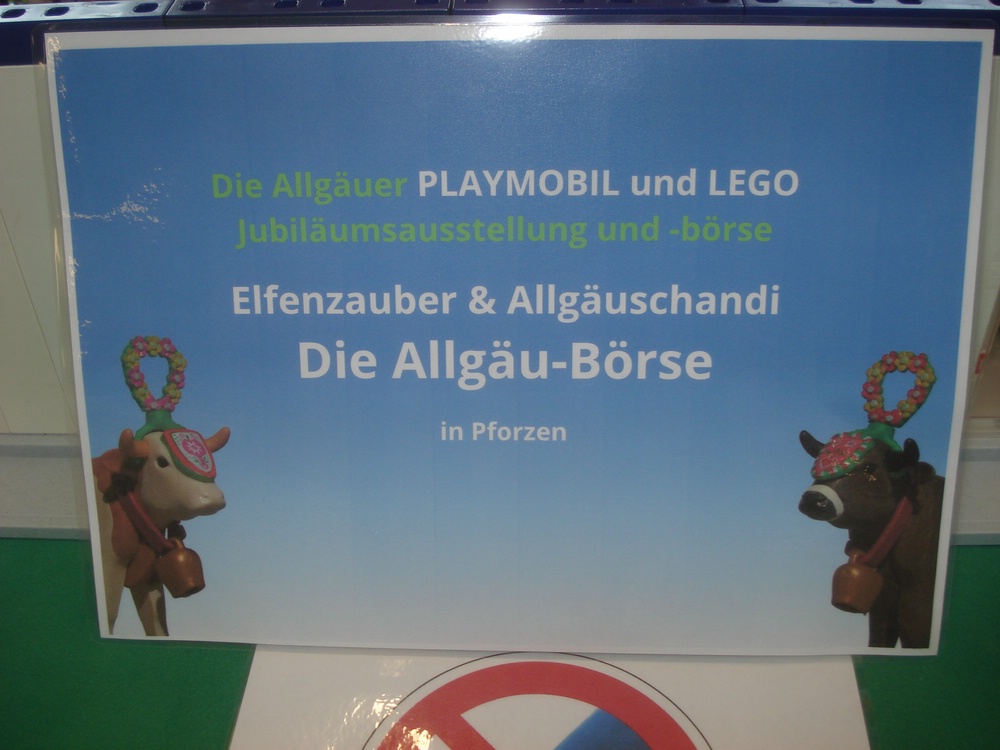 Die Allgäuer PLAYMOBIL und LEGO
Jubiläumsausstellung und -börse
Elfenzauber & Allgäuschandi
Die Allgäu-Börse
in Pforzen